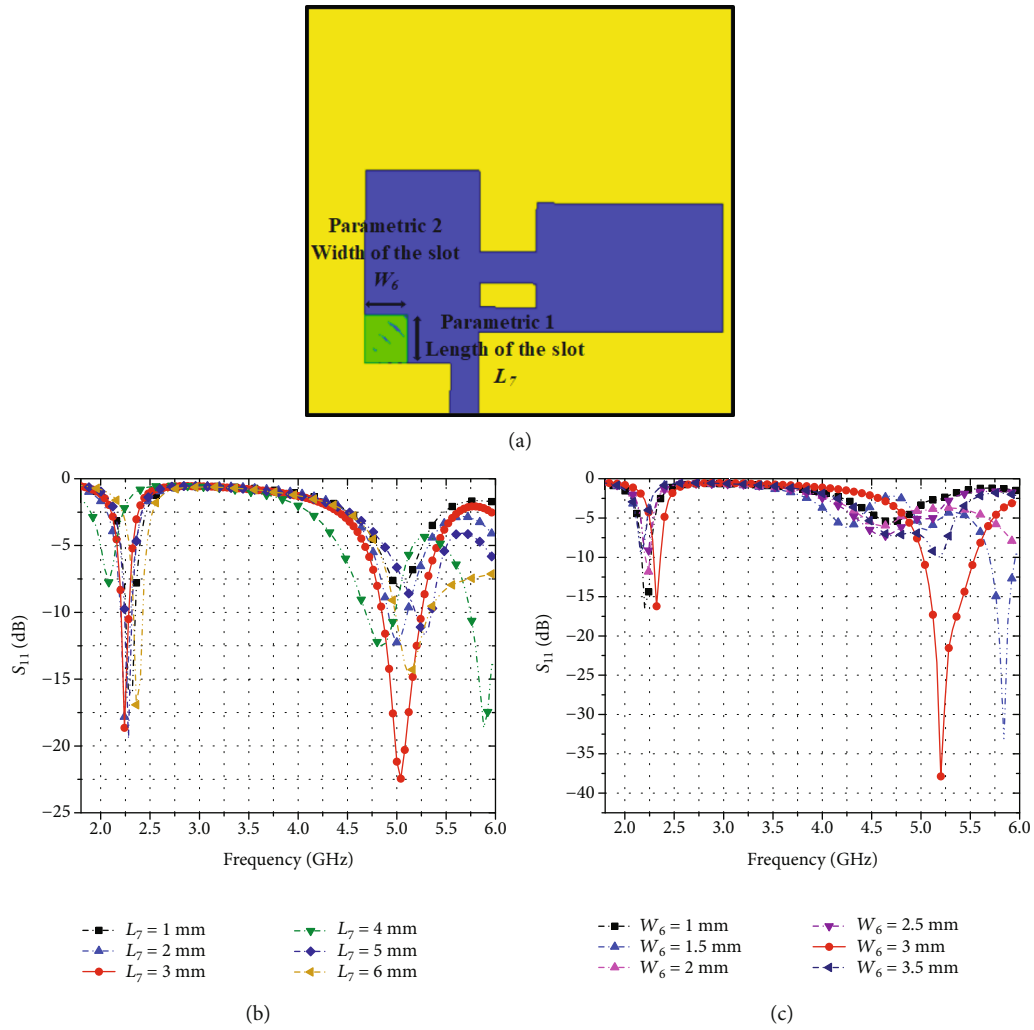 Parametric 2
Width of the slot
W₆
Parametric 1
Length of the slot
L₇
(a)
0
−5
−10
−15
−20
−25
S₁₁ (dB)
2.0 2.5 3.0 3.5 4.0 4.5 5.0 5.5 6.0
Frequency (GHz)
L₇ = 1 mm
L₇ = 2 mm
L₇ = 3 mm
L₇ = 4 mm
L₇ = 5 mm
L₇ = 6 mm
(b)
0
−5
−10
−15
−20
−25
−30
−35
−40
S₁₁ (dB)
2.0 2.5 3.0 3.5 4.0 4.5 5.0 5.5 6.0
Frequency (GHz)
W₆ = 1 mm
W₆ = 1.5 mm
W₆ = 2 mm
W₆ = 2.5 mm
W₆ = 3 mm
W₆ = 3.5 mm
(c)